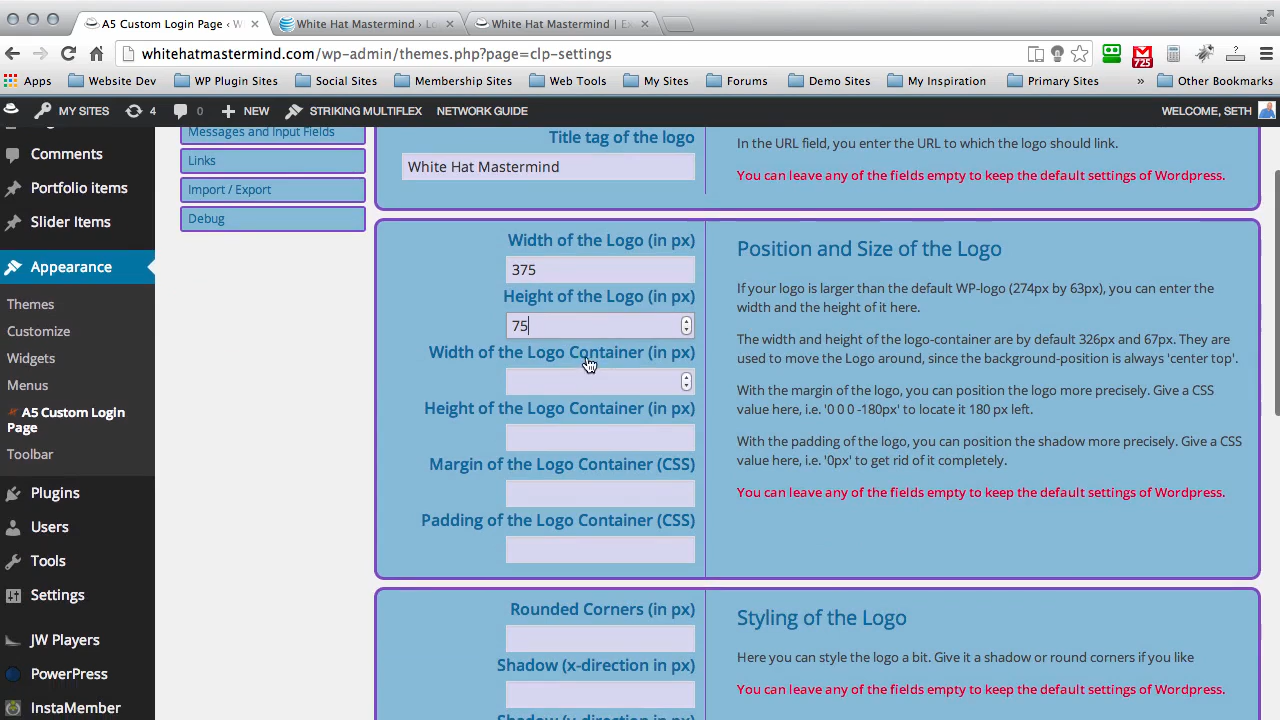 A5 Custom Login Page ‹ W
White Hat Mastermind › Lo
White Hat Mastermind | Ex
whitehatmastermind.com/wp-admin/themes.php?page=clp-settings
725
Apps Website Dev WP Plugin Sites Social Sites Membership Sites Web Tools My Sites Forums Demo Sites My Inspiration Primary Sites » Other Bookmarks
MY SITES 4 0 NEW STRIKING MULTIFLEX NETWORK GUIDE WELCOME, SETH
Comments
Portfolio items
Slider Items
Appearance
Themes
Customize
Widgets
Menus
A5 Custom Login
Page
Toolbar
Plugins
Users
Tools
Settings
JW Players
PowerPress
InstaMember
Messages and Input Fields
Links
Import / Export
Debug
Title tag of the logo
White Hat Mastermind
In the URL field, you enter the URL to which the logo should link.
You can leave any of the fields empty to keep the default settings of Wordpress.
Width of the Logo (in px)
375
Height of the Logo (in px)
75
Width of the Logo Container (in px)
Height of the Logo Container (in px)
Margin of the Logo Container (CSS)
Padding of the Logo Container (CSS)
Position and Size of the Logo
If your logo is larger than the default WP-logo (274px by 63px), you can enter the
width and the height of it here.
The width and height of the logo-container are by default 326px and 67px. They are
used to move the Logo around, since the background-position is always 'center top'.
With the margin of the logo, you can position the logo more precisely. Give a CSS
value here, i.e. '0 0 0 -180px' to locate it 180 px left.
With the padding of the logo, you can position the shadow more precisely. Give a CSS
value here, i.e. '0px' to get rid of it completely.
You can leave any of the fields empty to keep the default settings of Wordpress.
Rounded Corners (in px)
Shadow (x-direction in px)
Shadow (y-direction in px)
Styling of the Logo
Here you can style the logo a bit. Give it a shadow or round corners if you like
You can leave any of the fields empty to keep the default settings of Wordpress.